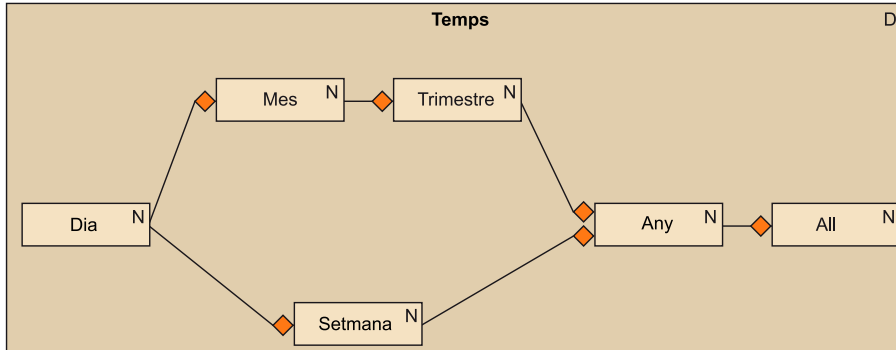 Temps D
Mes N
Trimestre N
Dia N
Any N
All N
Setmana N